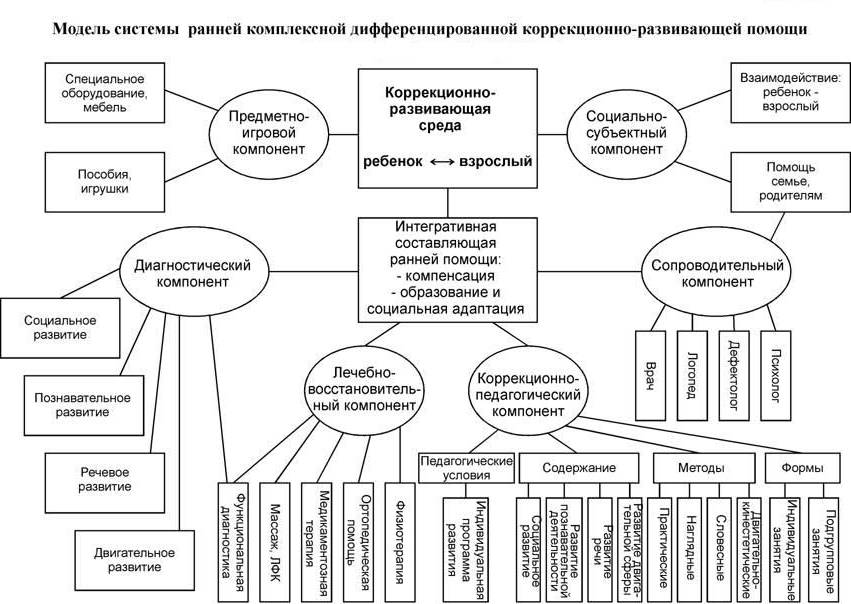 Модель системы ранней комплексной дифференцированной коррекционно-развивающей помощи
Специальное
оборудование,
мебель
Пособия,
игрушки
Предметно-
игровой
компонент
Коррекционно-
развивающая
среда
ребенок ↔ взрослый
Социально-
субъектный
компонент
Взаимодействие:
ребенок -
взрослый
Помощь
семье,
родителям
Интегративная
составляющая
ранней помощи:
- компенсация
- образование и
социальная адаптация
Диагностический
компонент
Сопроводительный
компонент
Социальное
развитие
Познавательное
развитие
Речевое
развитие
Двигательное
развитие
Врач
Логопед
Дефектолог
Психолог
Лечебно-
восстановитель-
ный компонент
Коррекционно-
педагогический
компонент
Функциональная
диагностика
Массаж, ЛФК
Медикаментозная
терапия
Ортопедическая
помощь
Физиотерапия
Педагогические
условия
Содержание
Методы
Формы
Индивидуальная
программа
развития
Социальное
развитие
Развитие
познавательной
деятельности
Развитие
речи
Развитие двига-
тельной сферы
Практические
Наглядные
Словесные
Двигательно-
кинестетические
Индивидуальные
занятия
Подгрупповые
занятия